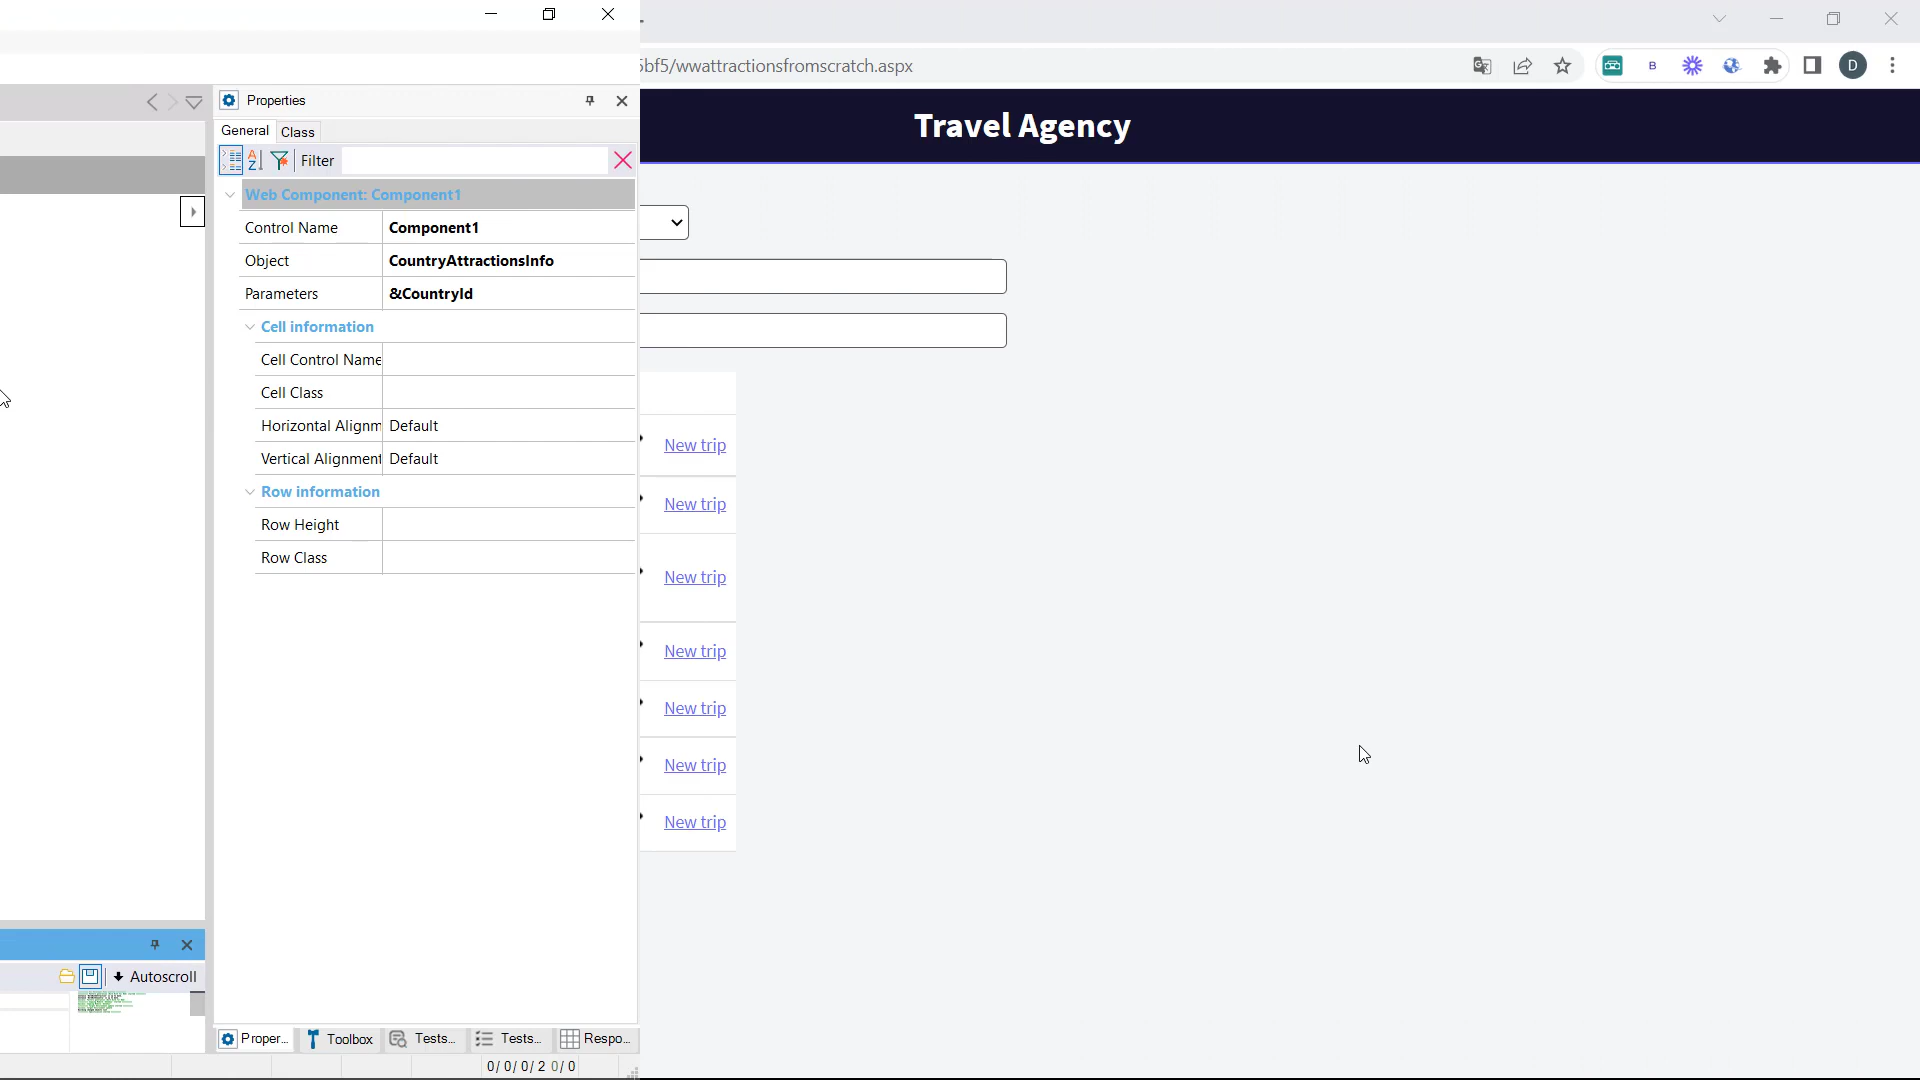 5bf5/wwattractionsfromscratch.aspx
B
D
Properties
General
Class
Travel Agency
A
Z
Filter
Web Component: Component1
Control Name
Component1
Object
CountryAttractionsInfo
Parameters
&CountryId
Cell information
Cell Control Name
Cell Class
Horizontal Alignm
Default
Vertical Alignment
Default
Row information
Row Height
Row Class
New trip
New trip
New trip
New trip
New trip
New trip
New trip
Autoscroll
Proper...
Toolbox
Tests...
Tests...
Respo...
0/ 0/ 0/ 2 0/ 0